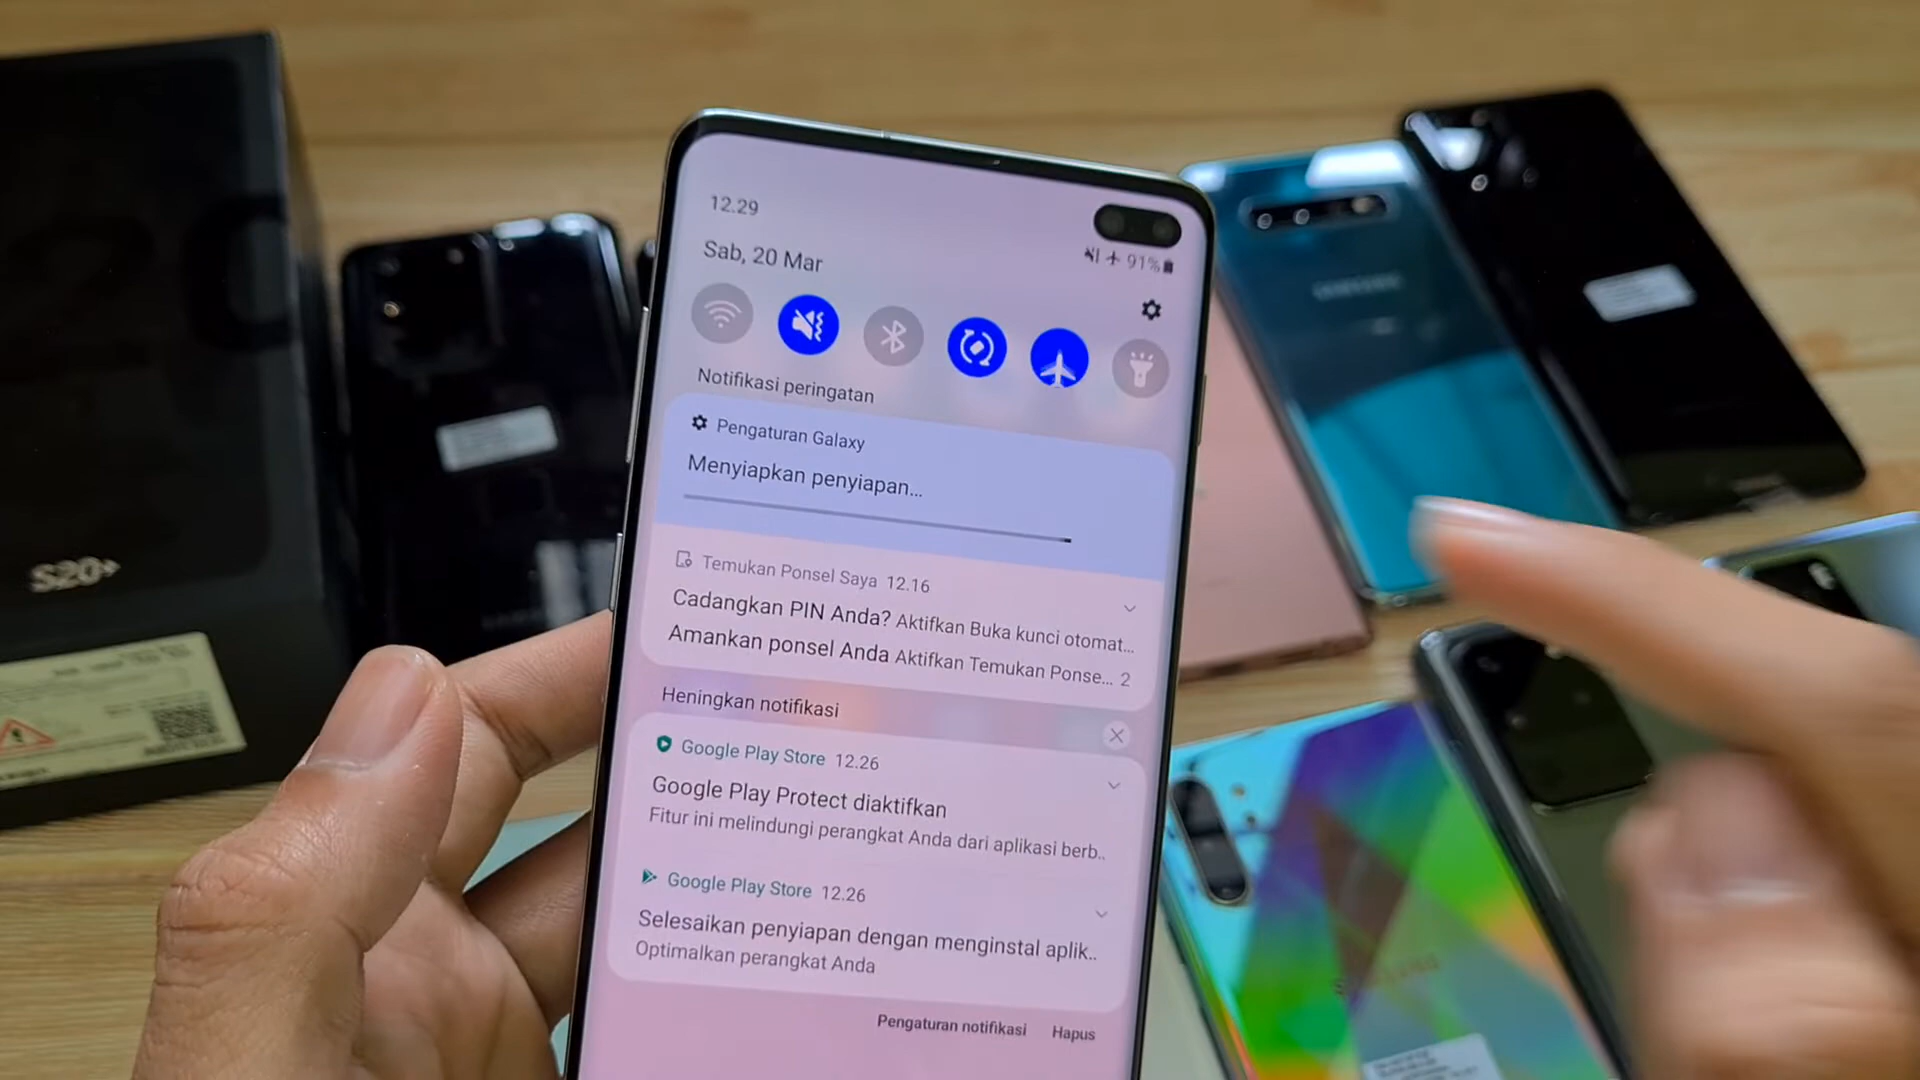 12.29
91%
Sab, 20 Mar
Notifikasi peringatan
Pengaturan Galaxy
Menyiapkan penyiapan...
Temukan Ponsel Saya 12.16
Cadangkan PIN Anda? Aktifkan Buka kunci otomat...
Amankan ponsel Anda Aktifkan Temukan Ponse... 2
Heningkan notifikasi
Google Play Store 12.26
Google Play Protect diaktifkan
Fitur ini melindungi perangkat Anda dari aplikasi berb..
Google Play Store 12.26
Selesaikan penyiapan dengan menginstal aplik..
Optimalkan perangkat Anda
Pengaturan notifikasi Hapus
S20+
SAMSUNG
SAMSUNG